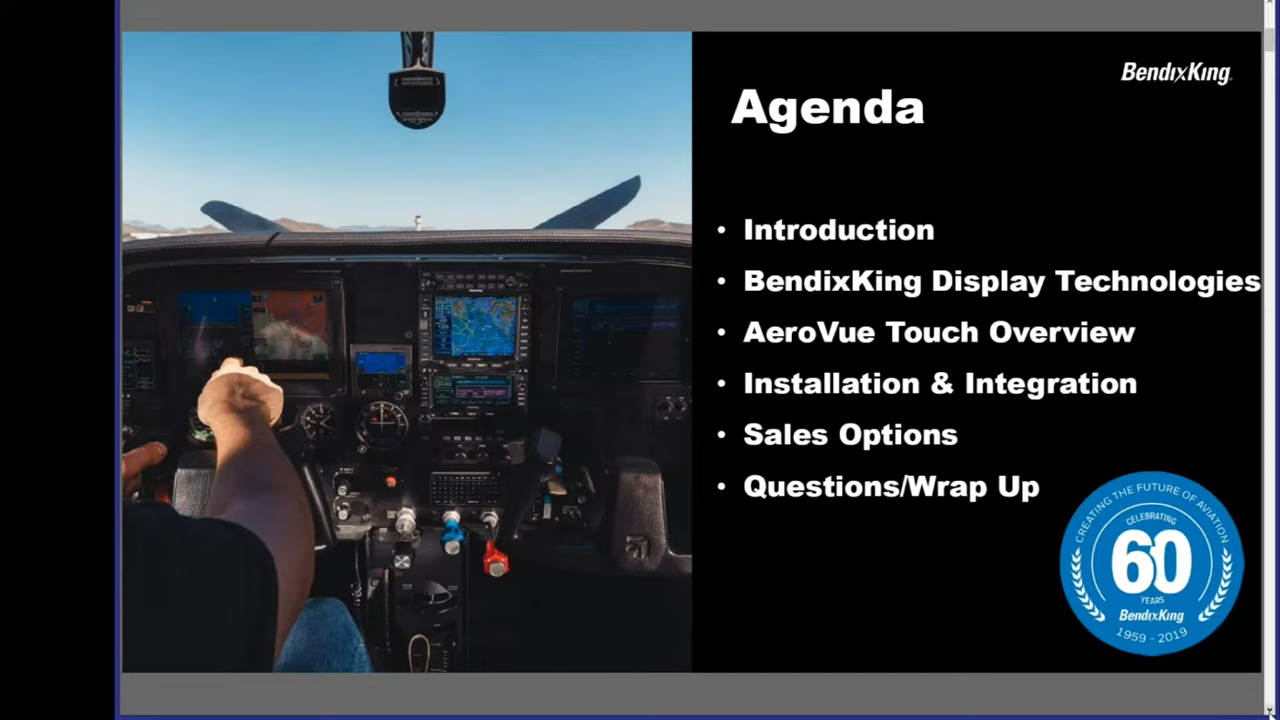 BendixKing
Agenda
• Introduction
• BendixKing Display Technologies
• AeroVue Touch Overview
• Installation & Integration
• Sales Options
• Questions/Wrap Up
CREATING THE FUTURE OF AVIATION
CELEBRATING
60
YEARS
BendixKing
1959 - 2019